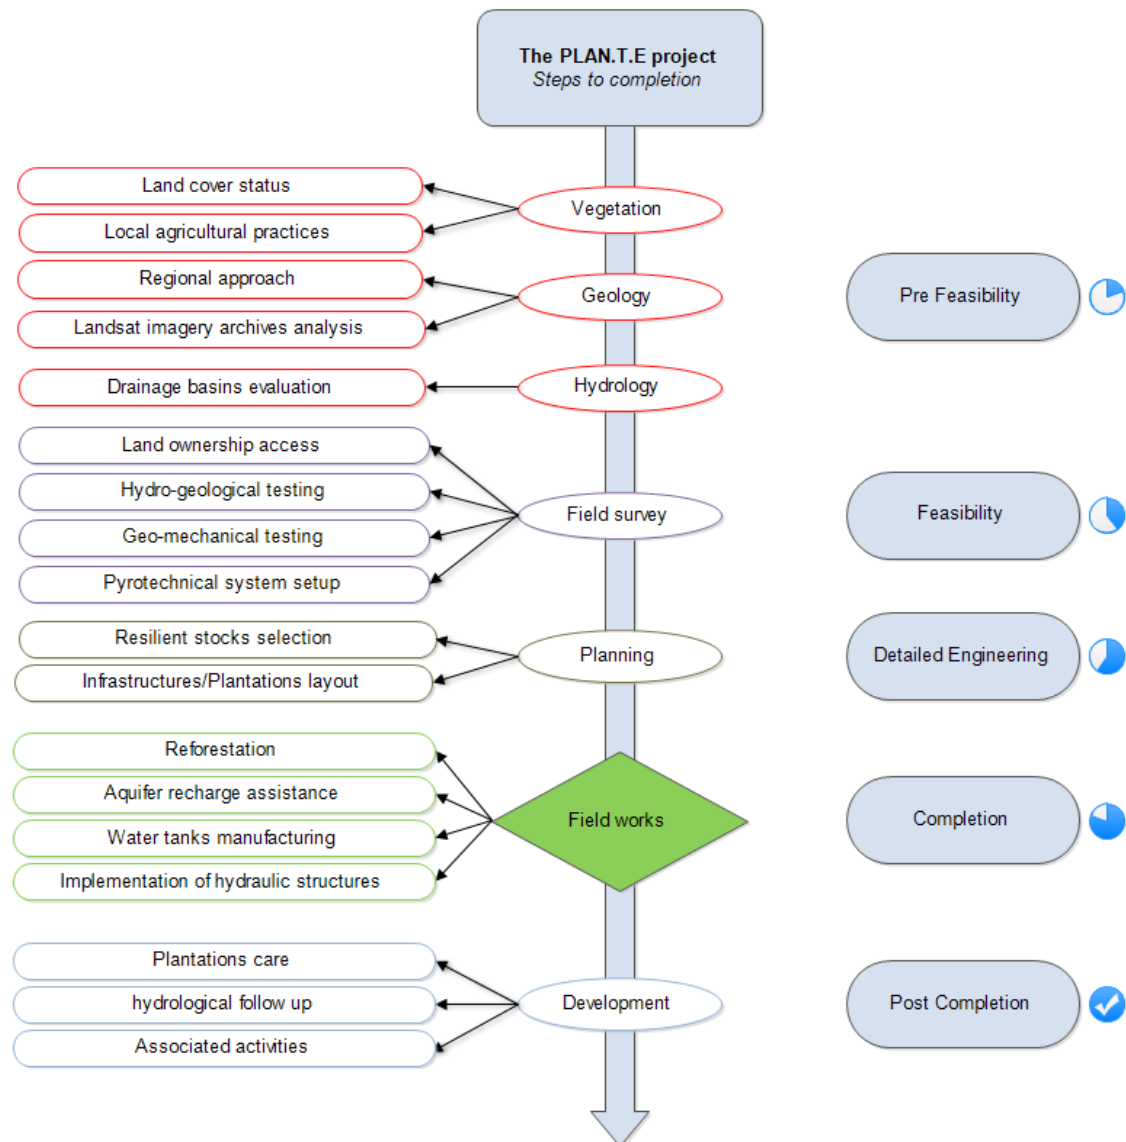 The PLAN.T.E project
Steps to completion
Land cover status
Vegetation
Local agricultural practices
Regional approach
Geology
Pre Feasibility
Landsat imagery archives analysis
Drainage basins evaluation
Hydrology
Land ownership access
Hydro-geological testing
Field survey
Feasibility
Geo-mechanical testing
Pyrotechnical system setup
Resilient stocks selection
Planning
Detailed Engineering
Infrastructures/Plantations layout
Reforestation
Aquifer recharge assistance
Field works
Completion
Water tanks manufacturing
Implementation of hydraulic structures
Plantations care
hydrological follow up
Development
Post Completion
Associated activities